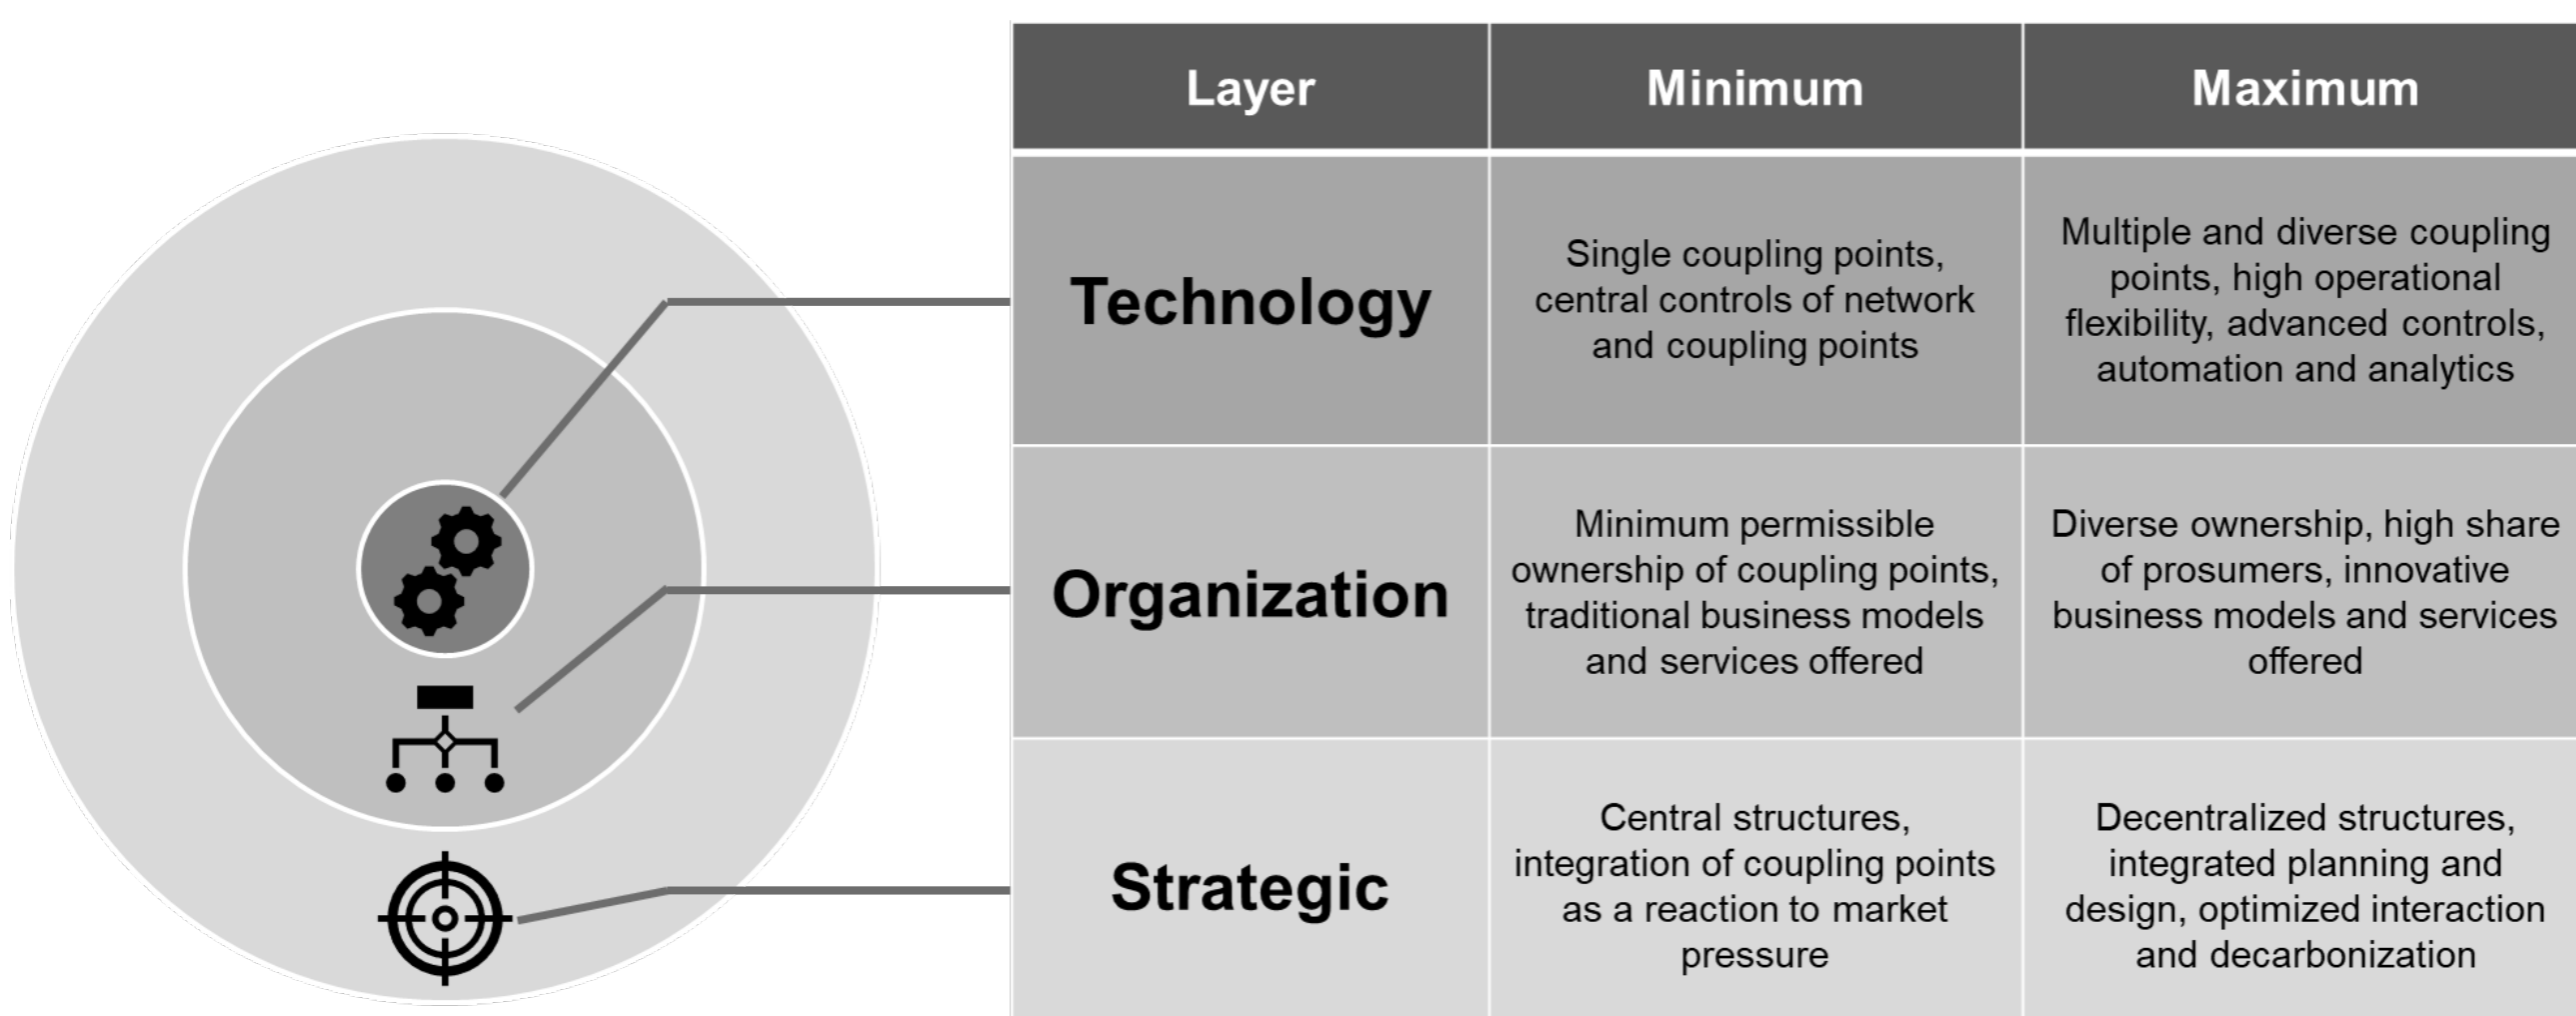 Layer
Minimum
Maximum
Technology
Single coupling points,
central controls of network
and coupling points
Multiple and diverse coupling
points, high operational
flexibility, advanced controls,
automation and analytics
Organization
Minimum permissible
ownership of coupling points,
traditional business models
and services offered
Diverse ownership, high share
of prosumers, innovative
business models and services
offered
Strategic
Central structures,
integration of coupling points
as a reaction to market
pressure
Decentralized structures,
integrated planning and
design, optimized interaction
and decarbonization